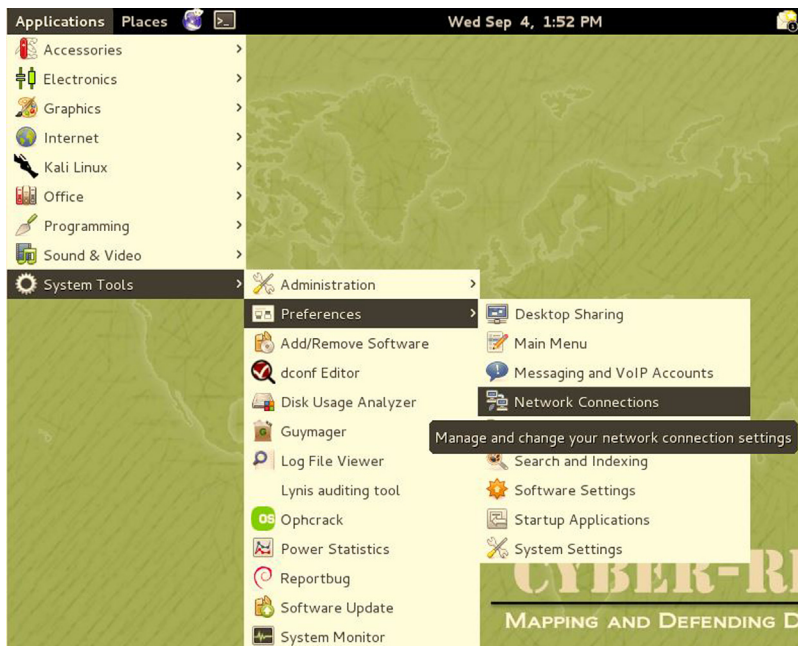 Applications Places Wed Sep 4, 1:52 PM
Accessories
Electronics
Graphics
Internet
Kali Linux
Office
Programming
Sound & Video
System Tools
Administration
Preferences
Add/Remove Software
dconf Editor
Disk Usage Analyzer
Guymager
Log File Viewer
Lynis auditing tool
OS Ophcrack
Power Statistics
Reportbug
Software Update
System Monitor
Desktop Sharing
Main Menu
Messaging and VoIP Accounts
Network Connections
Manage and change your network connection settings
Search and Indexing
Software Settings
Startup Applications
System Settings
CYBER-R
MAPPING AND DEFENDING D